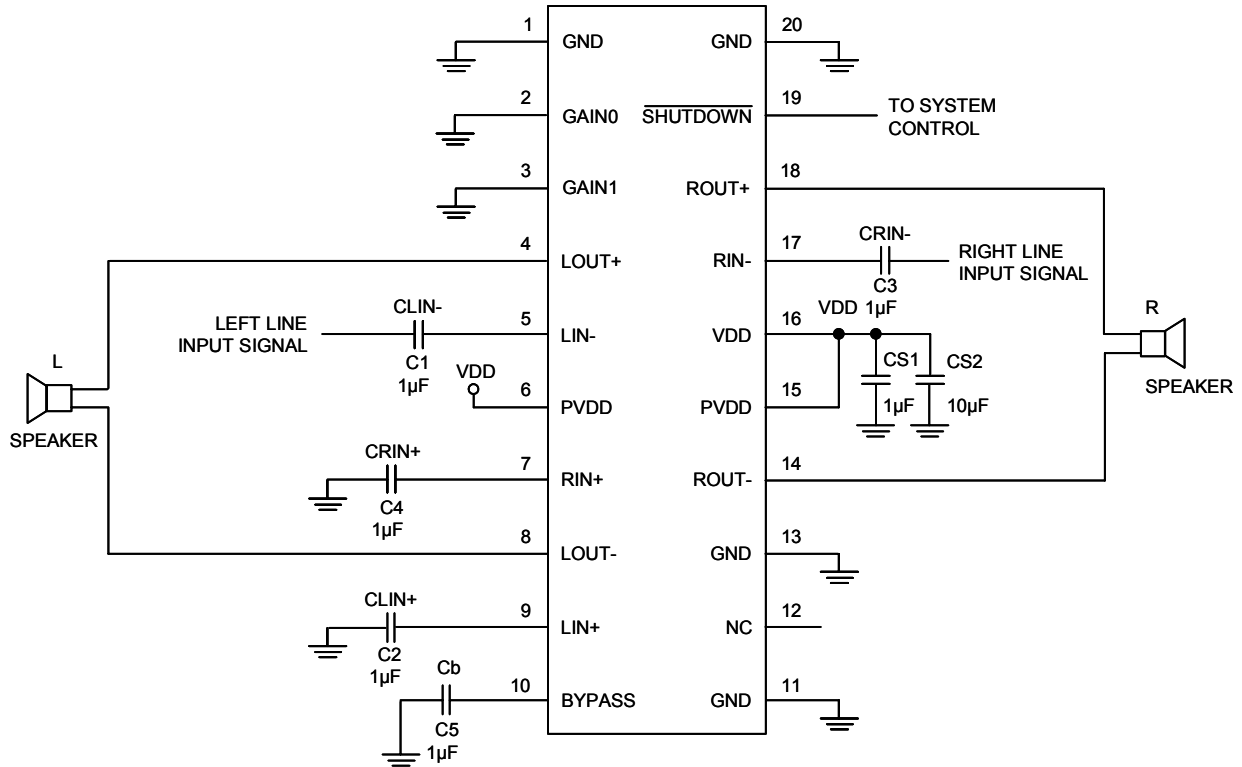 1
GND
GND
20
2
GAIN0
SHUTDOWN
19
TO SYSTEM
CONTROL
3
GAIN1
ROUT+
18
4
LOUT+
RIN-
17
CRIN-
C3
1µF
RIGHT LINE
INPUT SIGNAL
LEFT LINE
INPUT SIGNAL
CLIN-
C1
1µF
5
LIN-
VDD
16
VDD
CS1
1µF
CS2
10µF
R
SPEAKER
L
SPEAKER
VDD
6
PVDD
PVDD
15
CRIN+
C4
1µF
7
RIN+
ROUT-
14
8
LOUT-
GND
13
CLIN+
C2
1µF
9
LIN+
NC
12
Cb
C5
1µF
10
BYPASS
GND
11